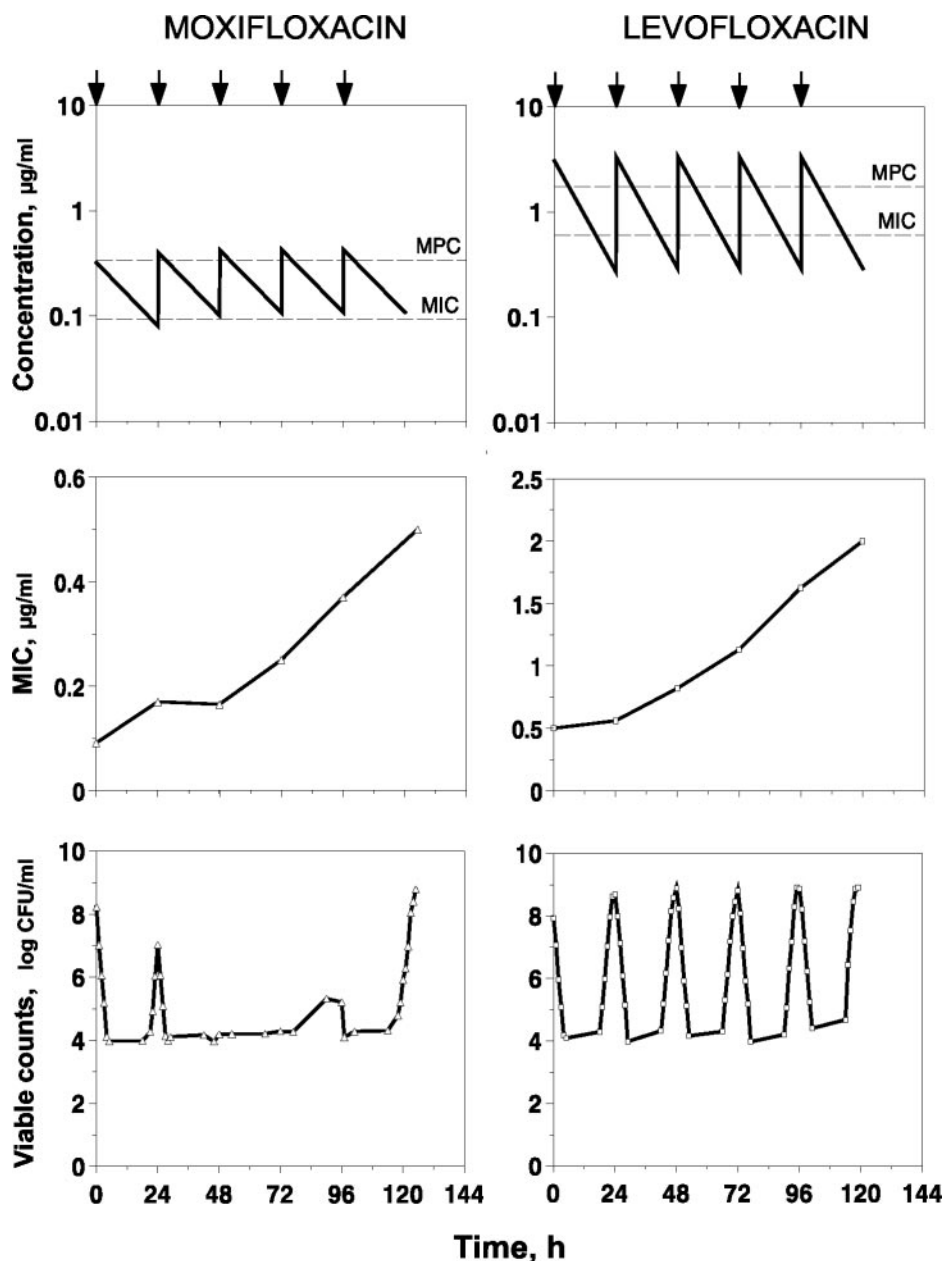 MOXIFLOXACIN
LEVOFLOXACIN
Concentration, µg/ml
10
1
0.1
0.01
MPC
MIC
10
1
0.1
0.01
MPC
MIC
MIC, µg/ml
0.6
0.4
0.2
0
2.5
2
1.5
1
0.5
0
Viable counts, log CFU/ml
10
8
6
4
2
0
0 24 48 72 96 120 144
10
8
6
4
2
0
0 24 48 72 96 120 144
Time, h